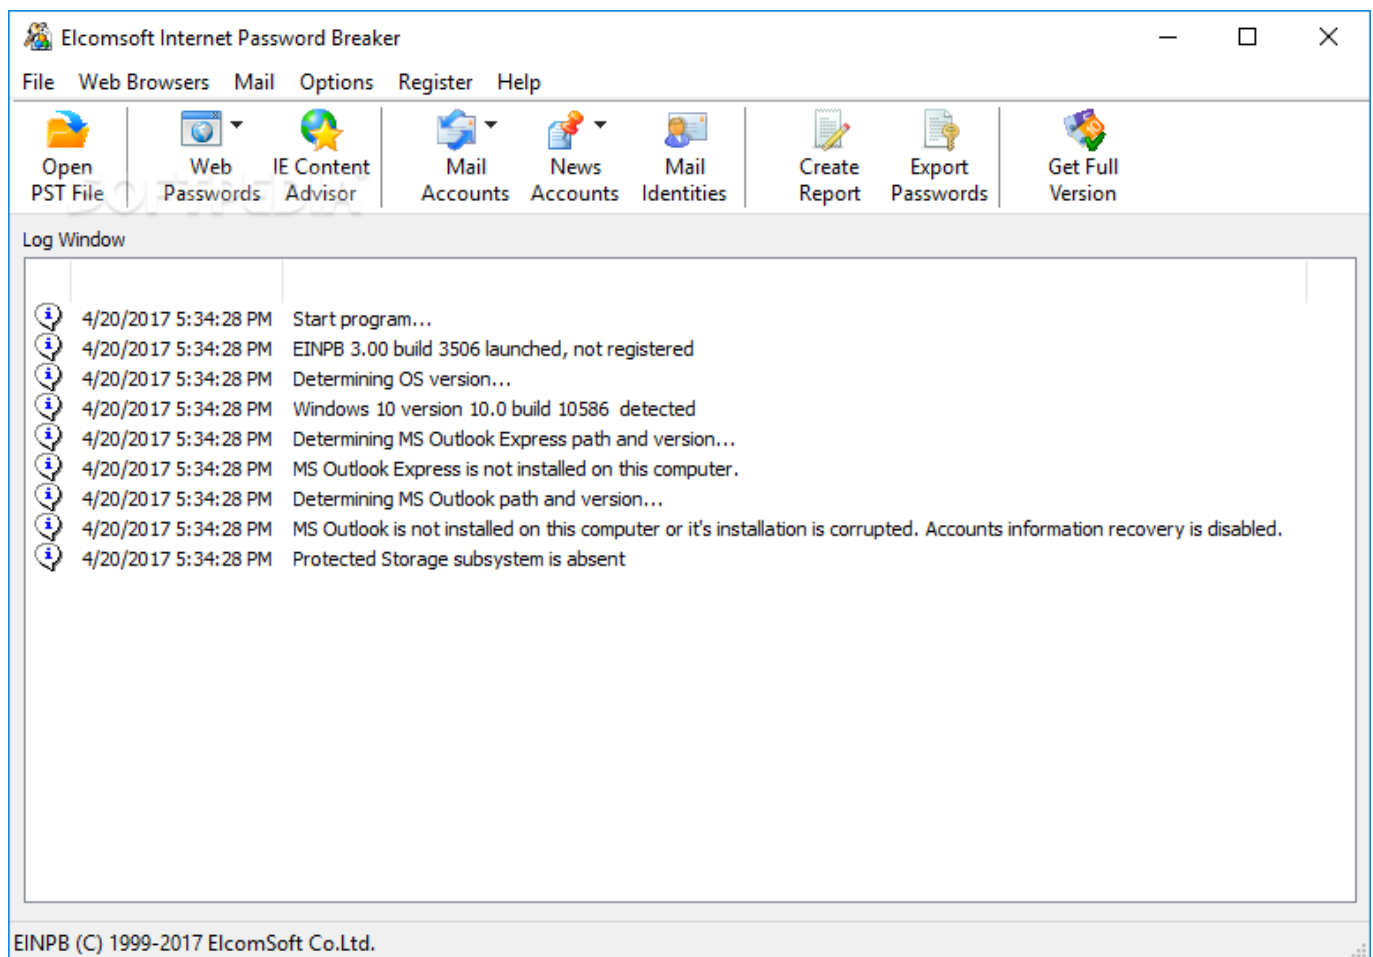 Elcomsoft Internet Password Breaker
File Web Browsers Mail Options Register Help
Open PST File
Web Passwords
IE Content Advisor
Mail Accounts
News Accounts
Mail Identities
Create Report
Export Passwords
Get Full Version
SOFTPEDIA
Log Window
4/20/2017 5:34:28 PM Start program...
4/20/2017 5:34:28 PM EINPB 3.00 build 3506 launched, not registered
4/20/2017 5:34:28 PM Determining OS version...
4/20/2017 5:34:28 PM Windows 10 version 10.0 build 10586 detected
4/20/2017 5:34:28 PM Determining MS Outlook Express path and version...
4/20/2017 5:34:28 PM MS Outlook Express is not installed on this computer.
4/20/2017 5:34:28 PM Determining MS Outlook path and version...
4/20/2017 5:34:28 PM MS Outlook is not installed on this computer or it's installation is corrupted. Accounts information recovery is disabled.
4/20/2017 5:34:28 PM Protected Storage subsystem is absent
EINPB (C) 1999-2017 ElcomSoft Co.Ltd.